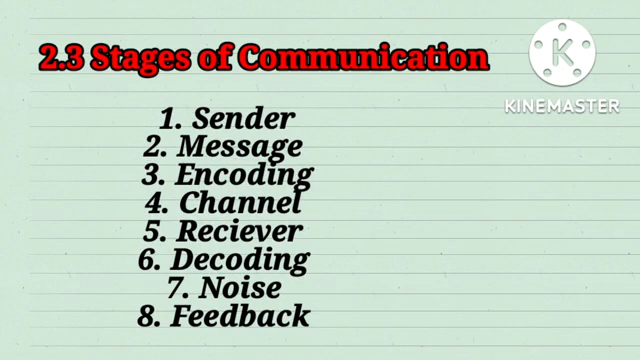 2.3 Stages of Communication
K
KINEMASTER
1. Sender
2. Message
3. Encoding
4. Channel
5. Reciever
6. Decoding
7. Noise
8. Feedback